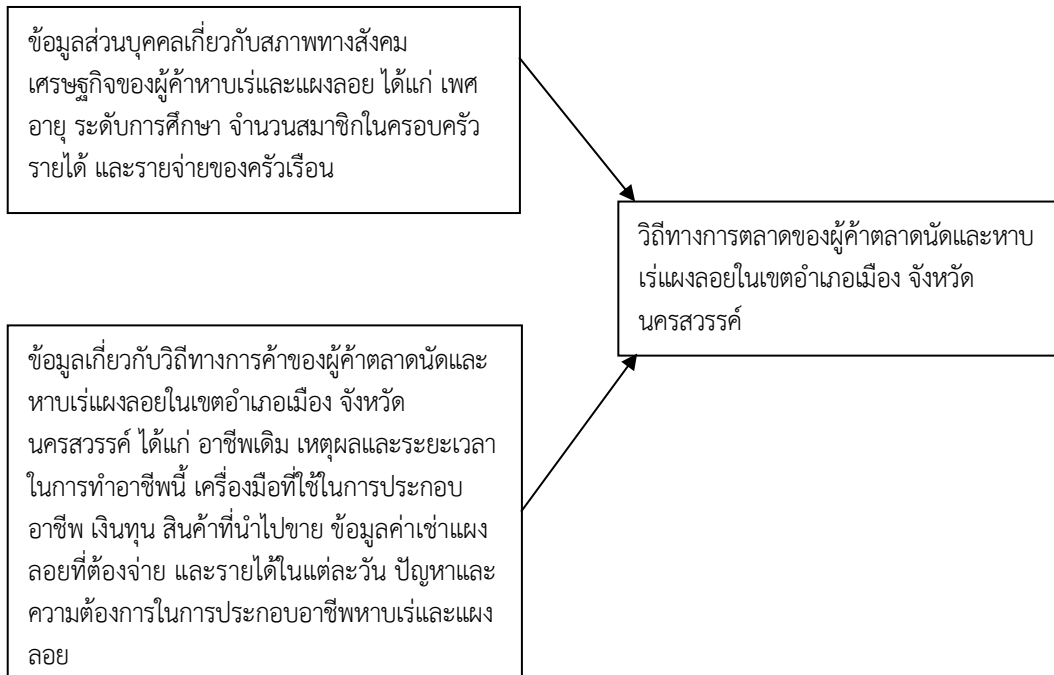 ข้อมูลส่วนบุคคลเกี่ยวกับสภาพทางสังคม
เศรษฐกิจของผู้ค้าหาบเร่และแผงลอย ได้แก่ เพศ
อายุ ระดับการศึกษา จำนวนสมาชิกในครอบครัว
รายได้ และรายจ่ายของครัวเรือน
วิถีทางการตลาดของผู้ค้าตลาดนัดและหาบ
เร่แผงลอยในเขตอำเภอเมือง จังหวัด
นครสวรรค์
ข้อมูลเกี่ยวกับวิถีทางการค้าของผู้ค้าตลาดนัดและ
หาบเร่แผงลอยในเขตอำเภอเมือง จังหวัด
นครสวรรค์ ได้แก่ อาชีพเดิม เหตุผลและระยะเวลา
ในการทำอาชีพนี้ เครื่องมือที่ใช้ในการประกอบ
อาชีพ เงินทุน สินค้าที่นำไปขาย ข้อมูลค่าเช่าแผง
ลอยที่ต้องจ่าย และรายได้ในแต่ละวัน ปัญหาและ
ความต้องการในการประกอบอาชีพหาบเร่และแผง
ลอย